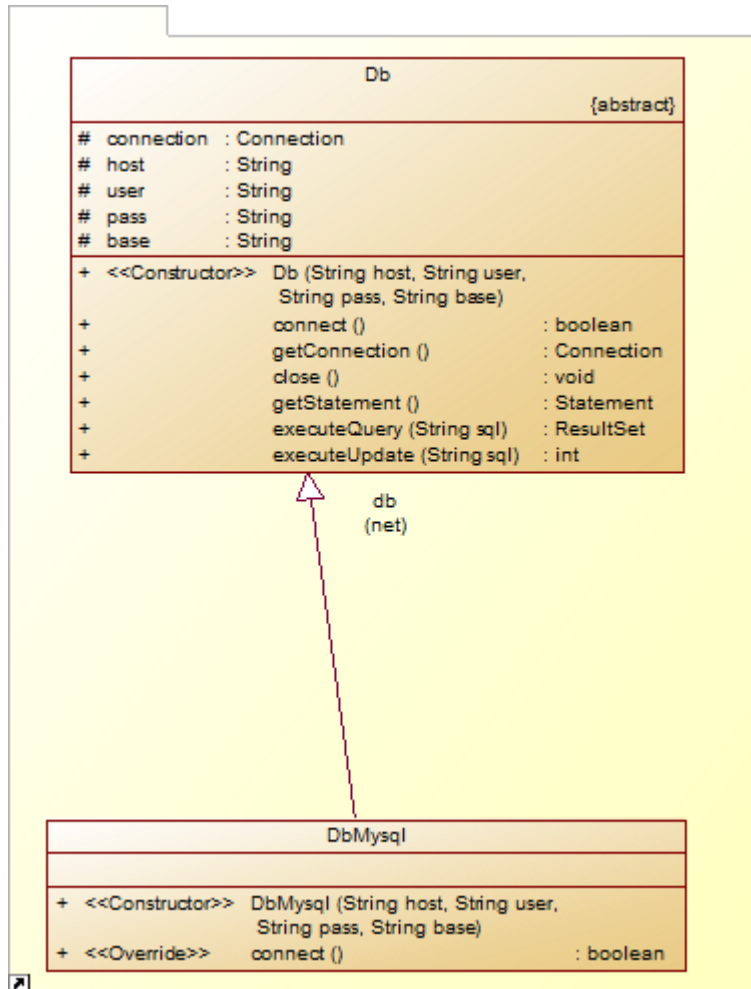 Db
{abstract}
# connection : Connection
# host : String
# user : String
# pass : String
# base : String
+ <<Constructor>> Db (String host, String user,
String pass, String base)
+ connect () : boolean
+ getConnection () : Connection
+ close () : void
+ getStatement () : Statement
+ executeQuery (String sql) : ResultSet
+ executeUpdate (String sql) : int
db
(net)
DbMysql
+ <<Constructor>> DbMysql (String host, String user,
String pass, String base)
+ <<Override>> connect () : boolean